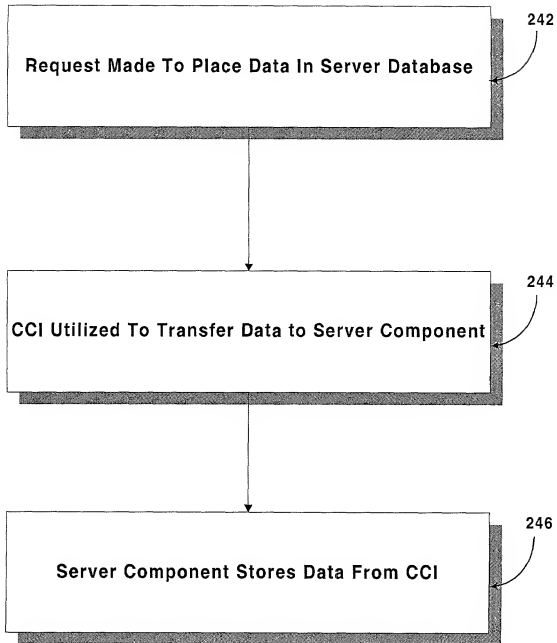 242
Request Made To Place Data In Server Database
244
CCI Utilized To Transfer Data to Server Component
246
Server Component Stores Data From CCI